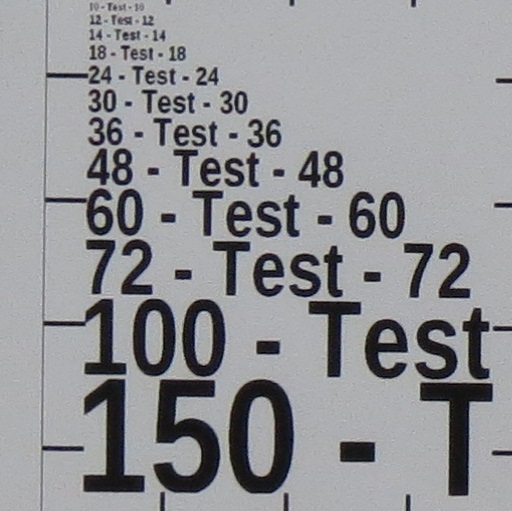 10 - Test - 10
12 - Test - 12
14 - Test - 14
18 - Test - 18
24 - Test - 24
30 - Test - 30
36 - Test - 36
48 - Test - 48
60 - Test - 60
72 - Test - 72
100 - Test
150 - T